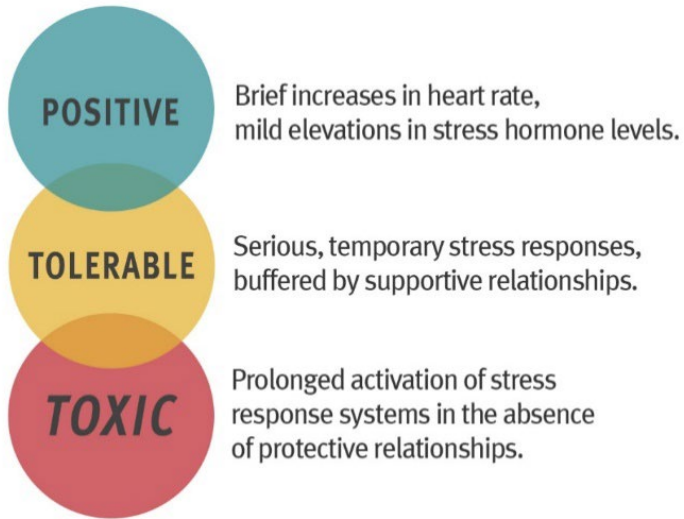 POSITIVE
Brief increases in heart rate,
mild elevations in stress hormone levels.
TOLERABLE
Serious, temporary stress responses,
buffered by supportive relationships.
TOXIC
Prolonged activation of stress
response systems in the absence
of protective relationships.